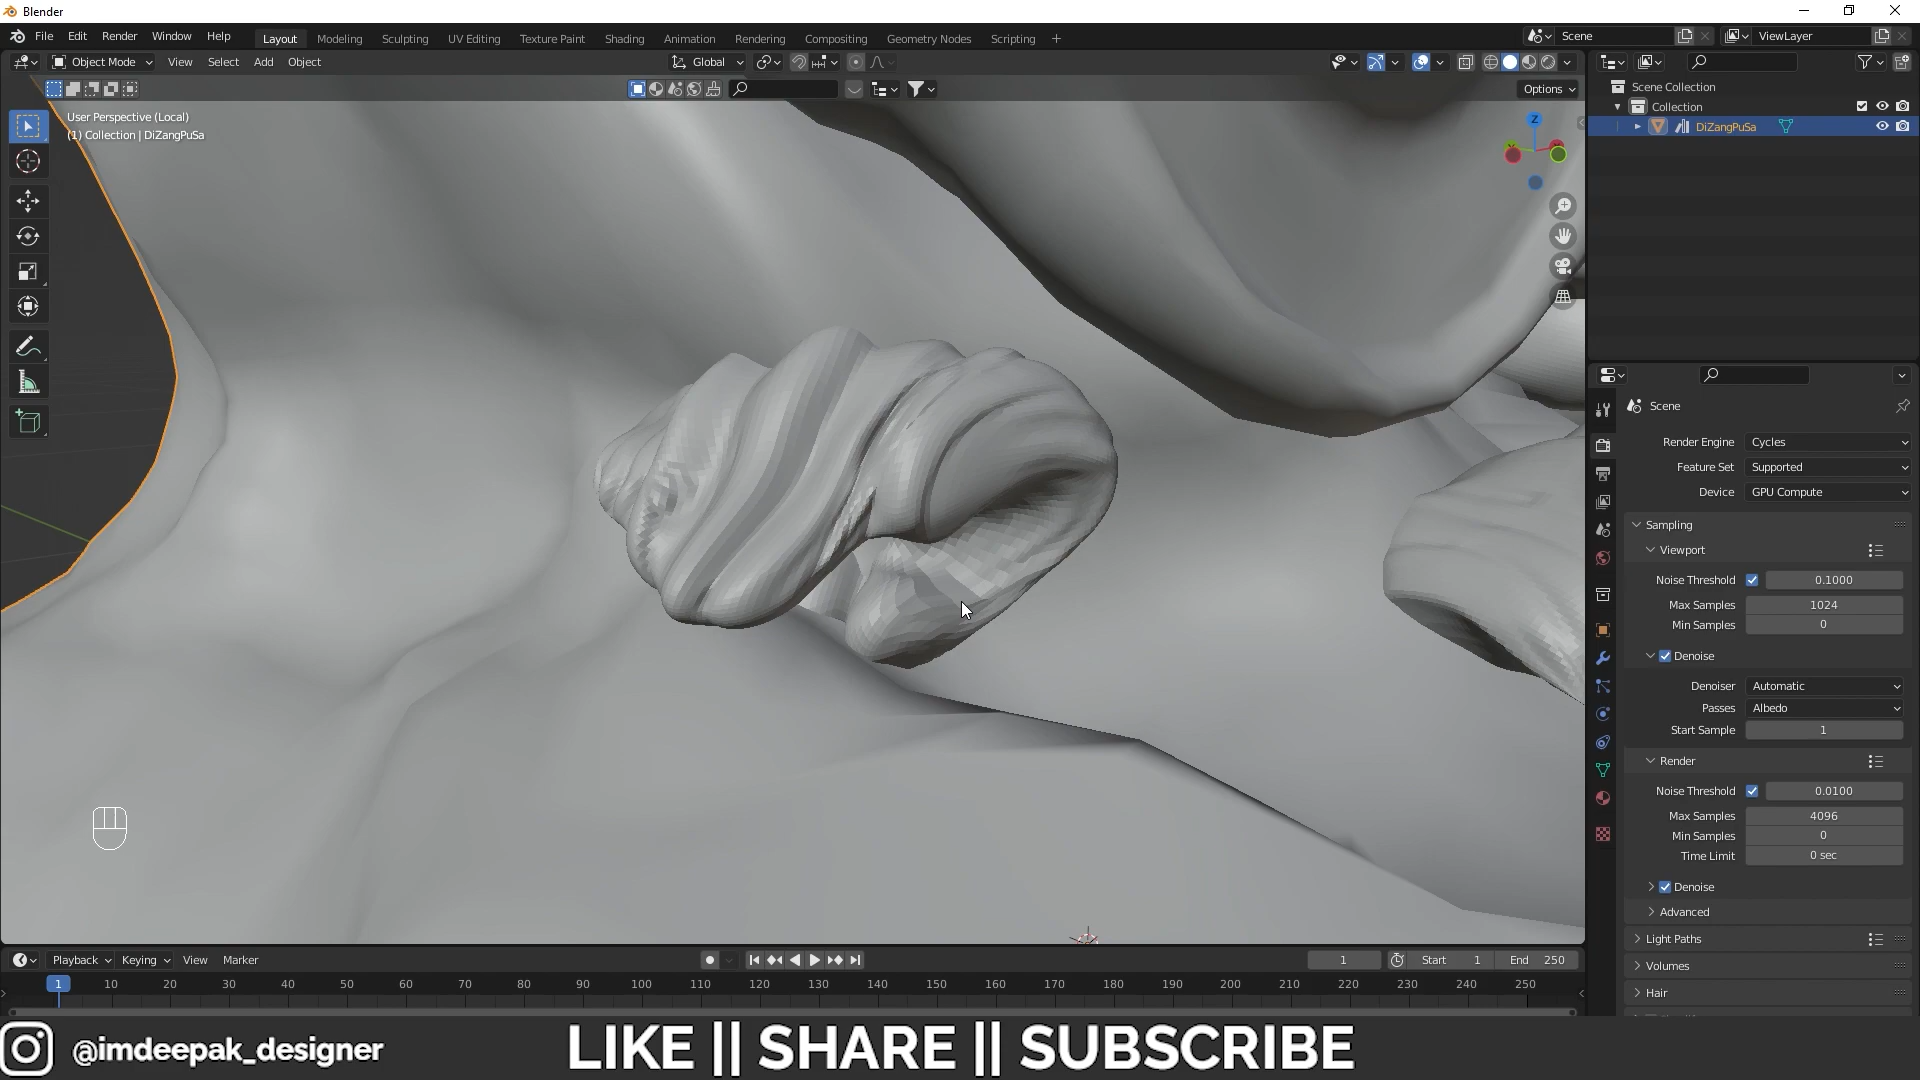 Blender
File Edit Render Window Help
Layout Modeling Sculpting UV Editing Texture Paint Shading Animation Rendering Compositing Geometry Nodes Scripting +
Scene
ViewLayer
Object Mode View Select Add Object
Global
Options
User Perspective (Local)
(1) Collection | DiZangPuSa
Z
Scene Collection
Collection
DiZangPuSa
Scene
Render Engine Cycles
Feature Set Supported
Device GPU Compute
Sampling
Viewport
Noise Threshold 0.1000
Max Samples 1024
Min Samples 0
Denoise
Denoiser Automatic
Passes Albedo
Start Sample 1
Render
Noise Threshold 0.0100
Max Samples 4096
Min Samples 0
Time Limit 0 sec
Denoise
Advanced
Light Paths
Volumes
Hair
Playback Keying View Marker
1 Start 1 End 250
1 10 20 30 40 50 60 70 80 90 100 110 120 130 140 150 160 170 180 190 200 210 220 230 240 250
@imdeepak_designer
LIKE || SHARE || SUBSCRIBE